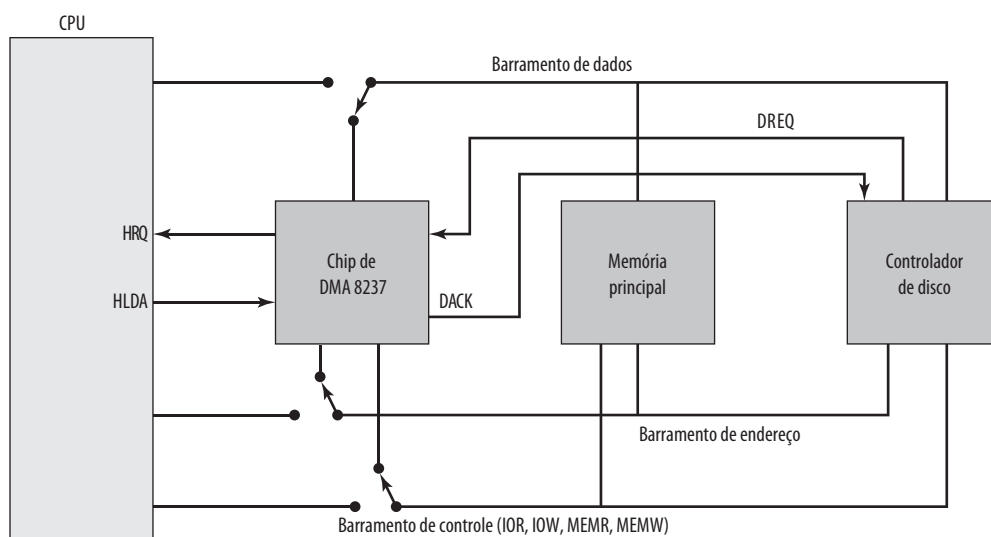 CPU
Barramento de dados
DREQ
HRQ
Chip de
DMA 8237
Memória
principal
Controlador
de disco
HLDA
DACK
Barramento de endereço
Barramento de controle (IOR, IOW, MEMR, MEMW)